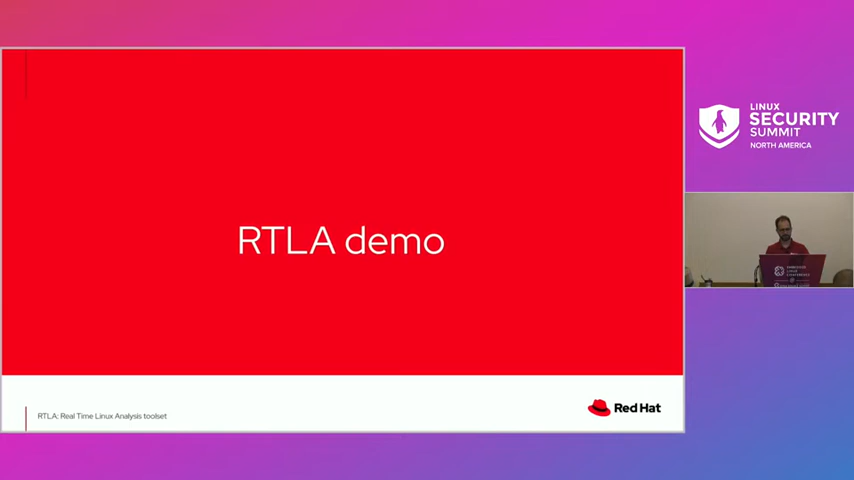 RTLA demo
RTLA: Real Time Linux Analysis toolset
Red Hat
LINUX
SECURITY
SUMMIT
NORTH AMERICA